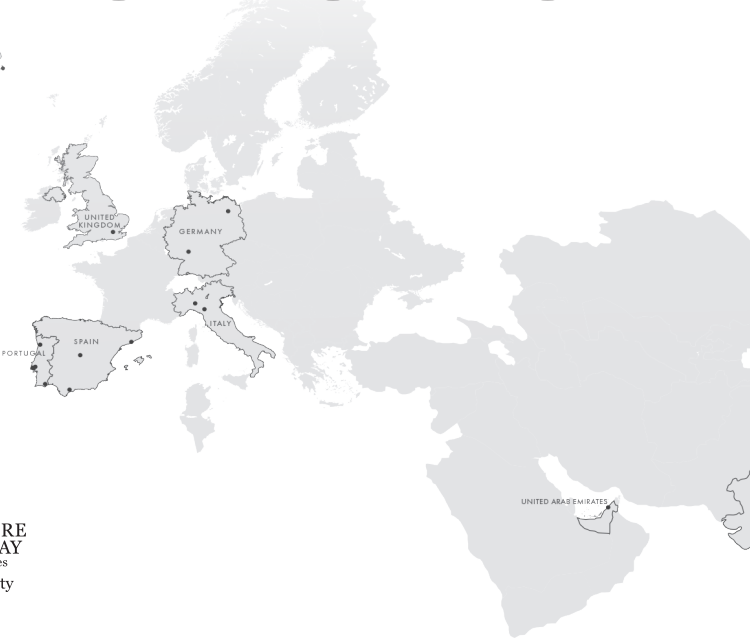 UNITED
KINGDOM
GERMANY
ITALY
SPAIN
PORTUGAL
UNITED ARAB EMIRATES
RE
AY
es
ty